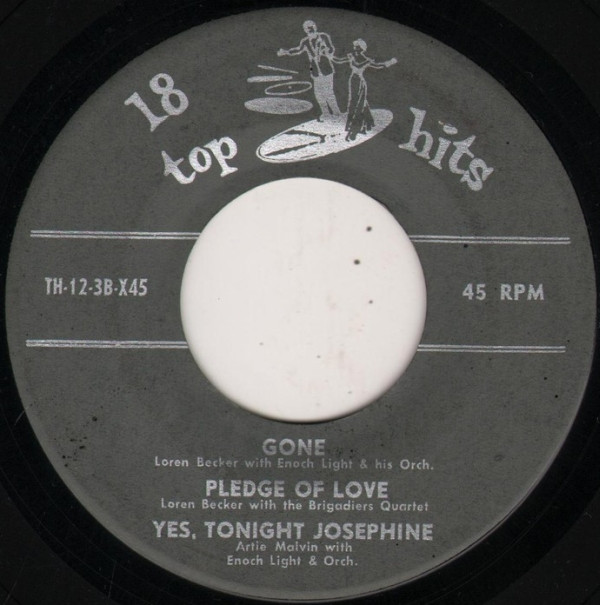 18
top hits
TH-12-3B-X45
45 RPM
GONE
Loren Becker with Enoch Light & his Orch.
PLEDGE OF LOVE
Loren Becker with the Brigadiers Quartet
YES, TONIGHT JOSEPHINE
Artie Malvin with
Enoch Light & Orch.